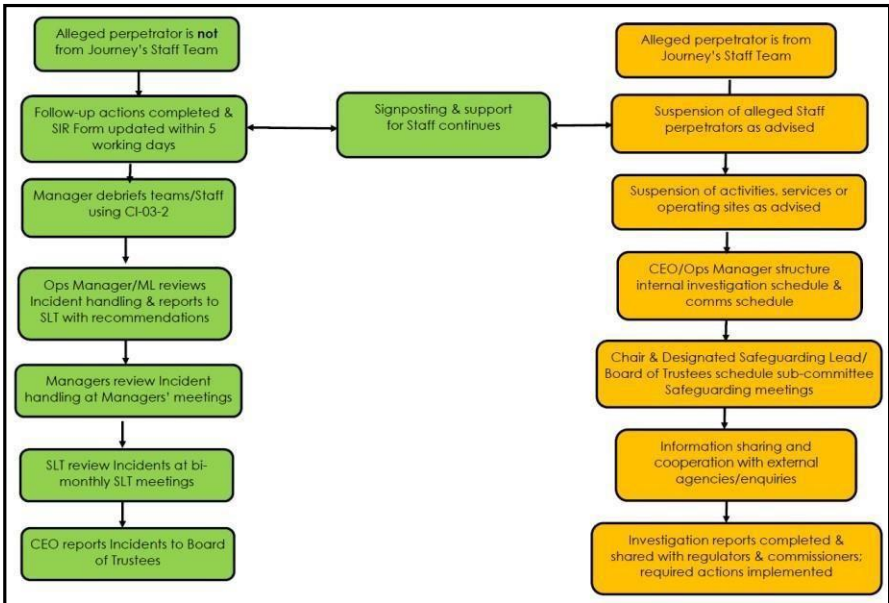 Alleged perpetrator is not
from Journey's Staff Team
Follow-up actions completed &
SIR Form updated within 5
working days
Manager debriefs teams/Staff
using CI-03-2
Ops Manager/ML reviews
Incident handling & reports to
SLT with recommendations
Managers review Incident
handling at Managers' meetings
SLT review Incidents at bi-
monthly SLT meetings
CEO reports Incidents to Board
of Trustees
Signposting & support
for Staff continues
Alleged perpetrator is from
Journey's Staff Team
Suspension of alleged Staff
perpetrators as advised
Suspension of activities, services or
operating sites as advised
CEO/Ops Manager structure
internal investigation schedule &
comms schedule
Chair & Designated Safeguarding Lead/
Board of Trustees schedule sub-committee
Safeguarding meetings
Information sharing and
cooperation with external
agencies/enquiries
Investigation reports completed &
shared with regulators & commissioners;
required actions implemented